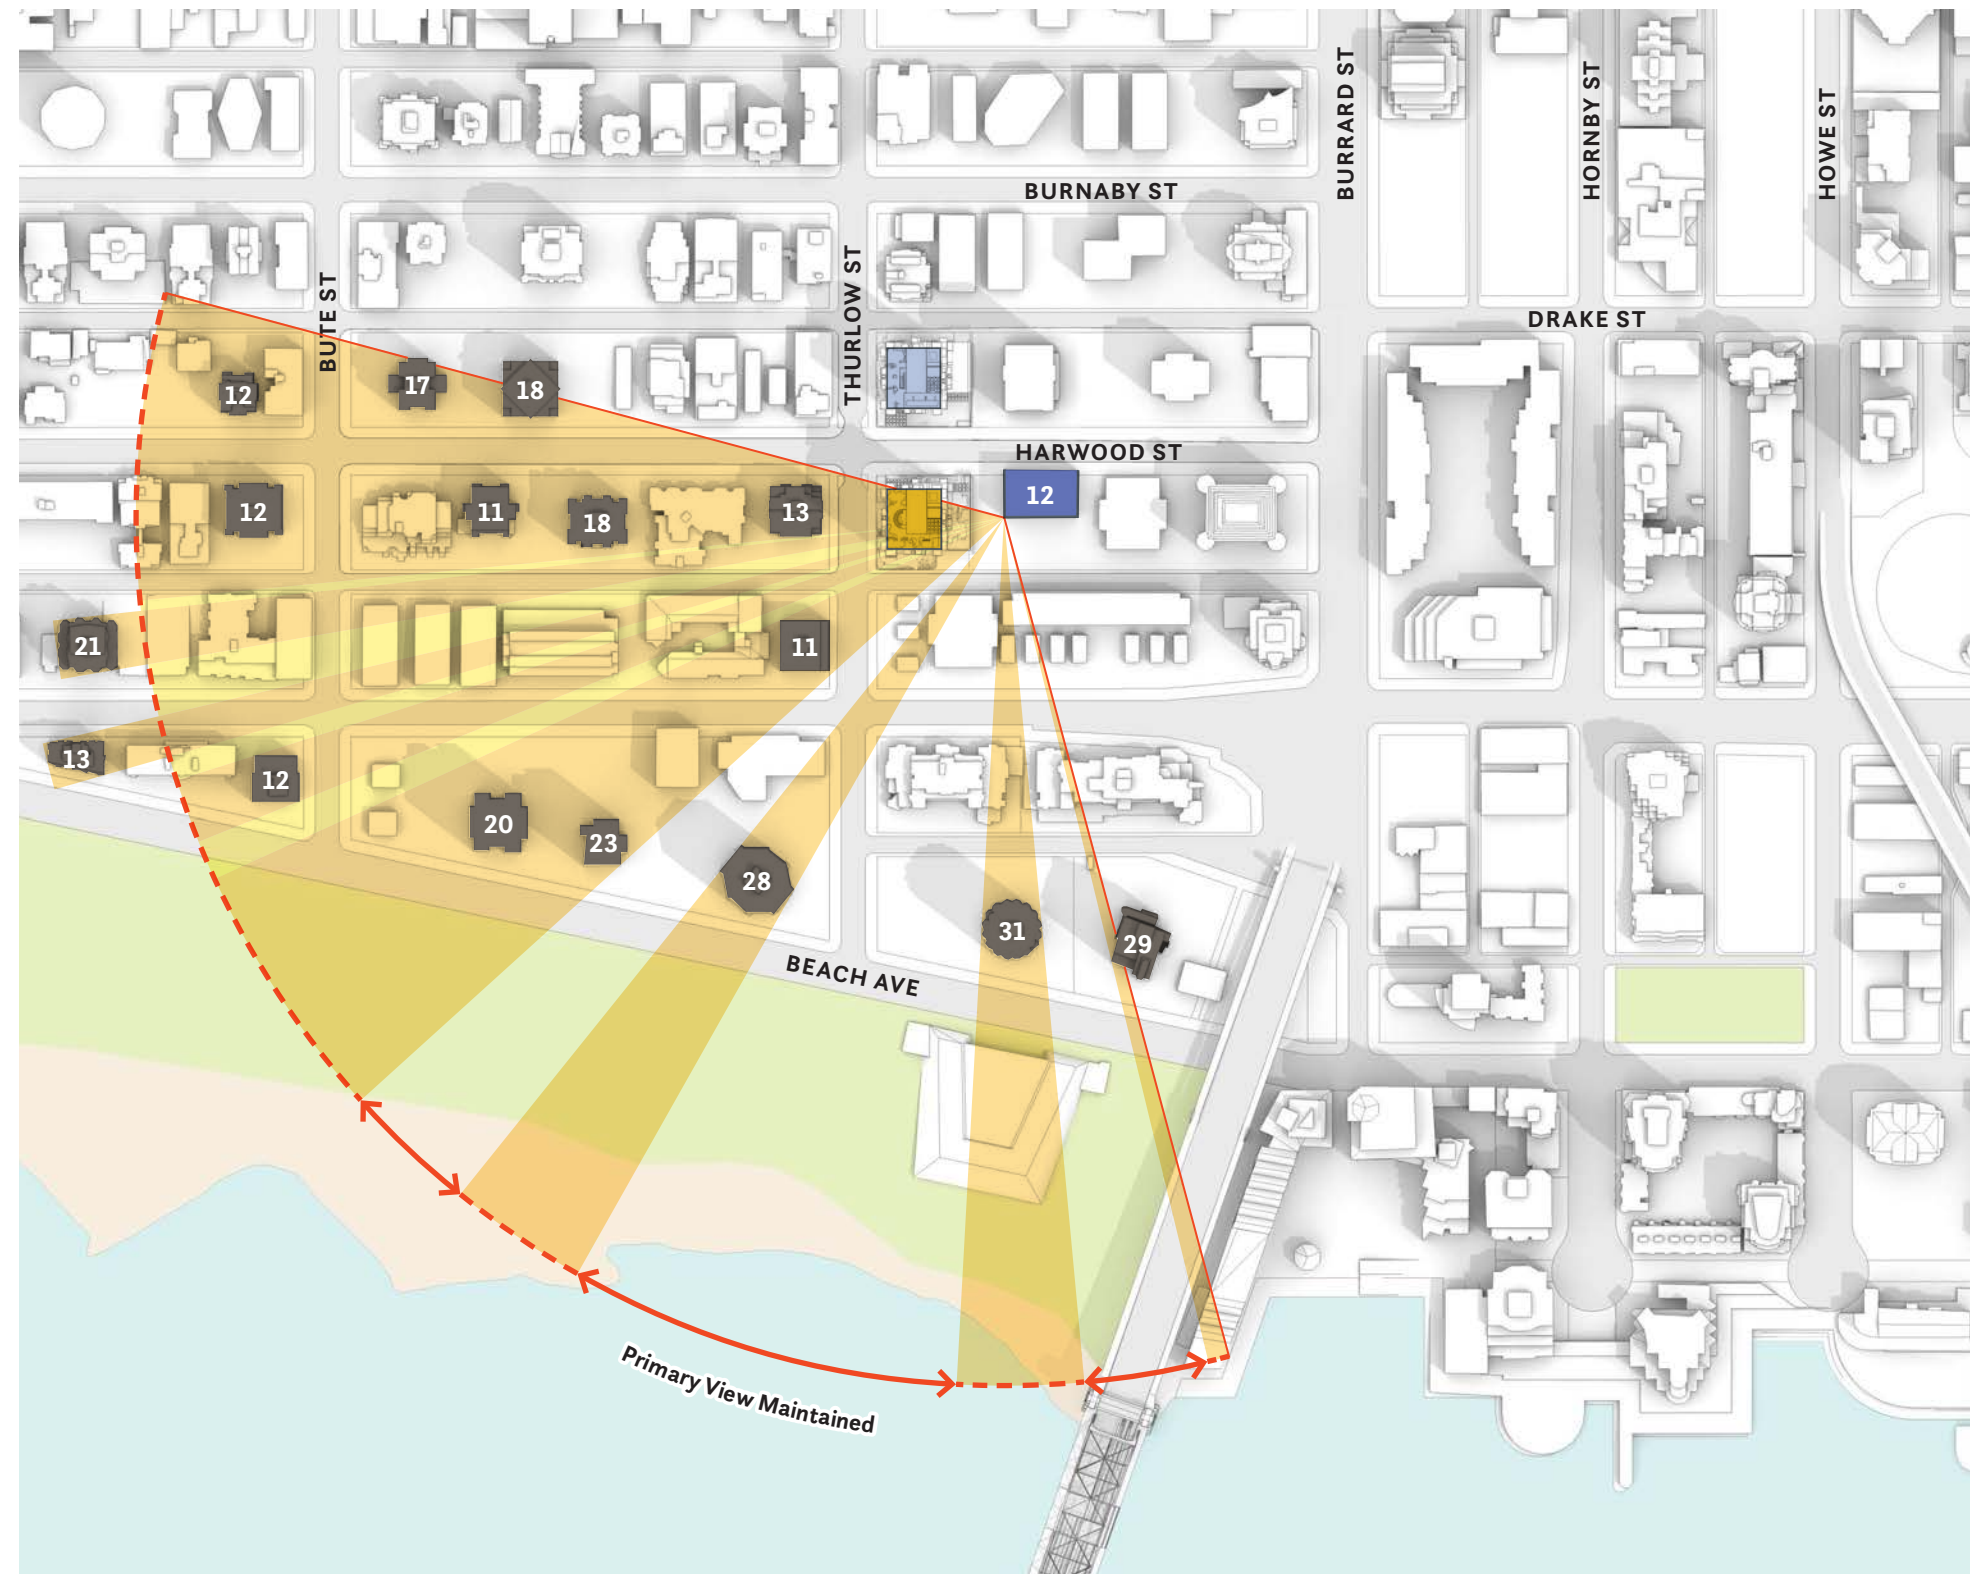 BURRARD ST
HORNBY ST
HOWE ST
BURNABY ST
BUTE ST
THURLOW ST
DRAKE ST
12
17
18
HARWOOD ST
12
12
11
18
13
21
11
13
12
20
23
28
31
29
BEACH AVE
Primary View Maintained